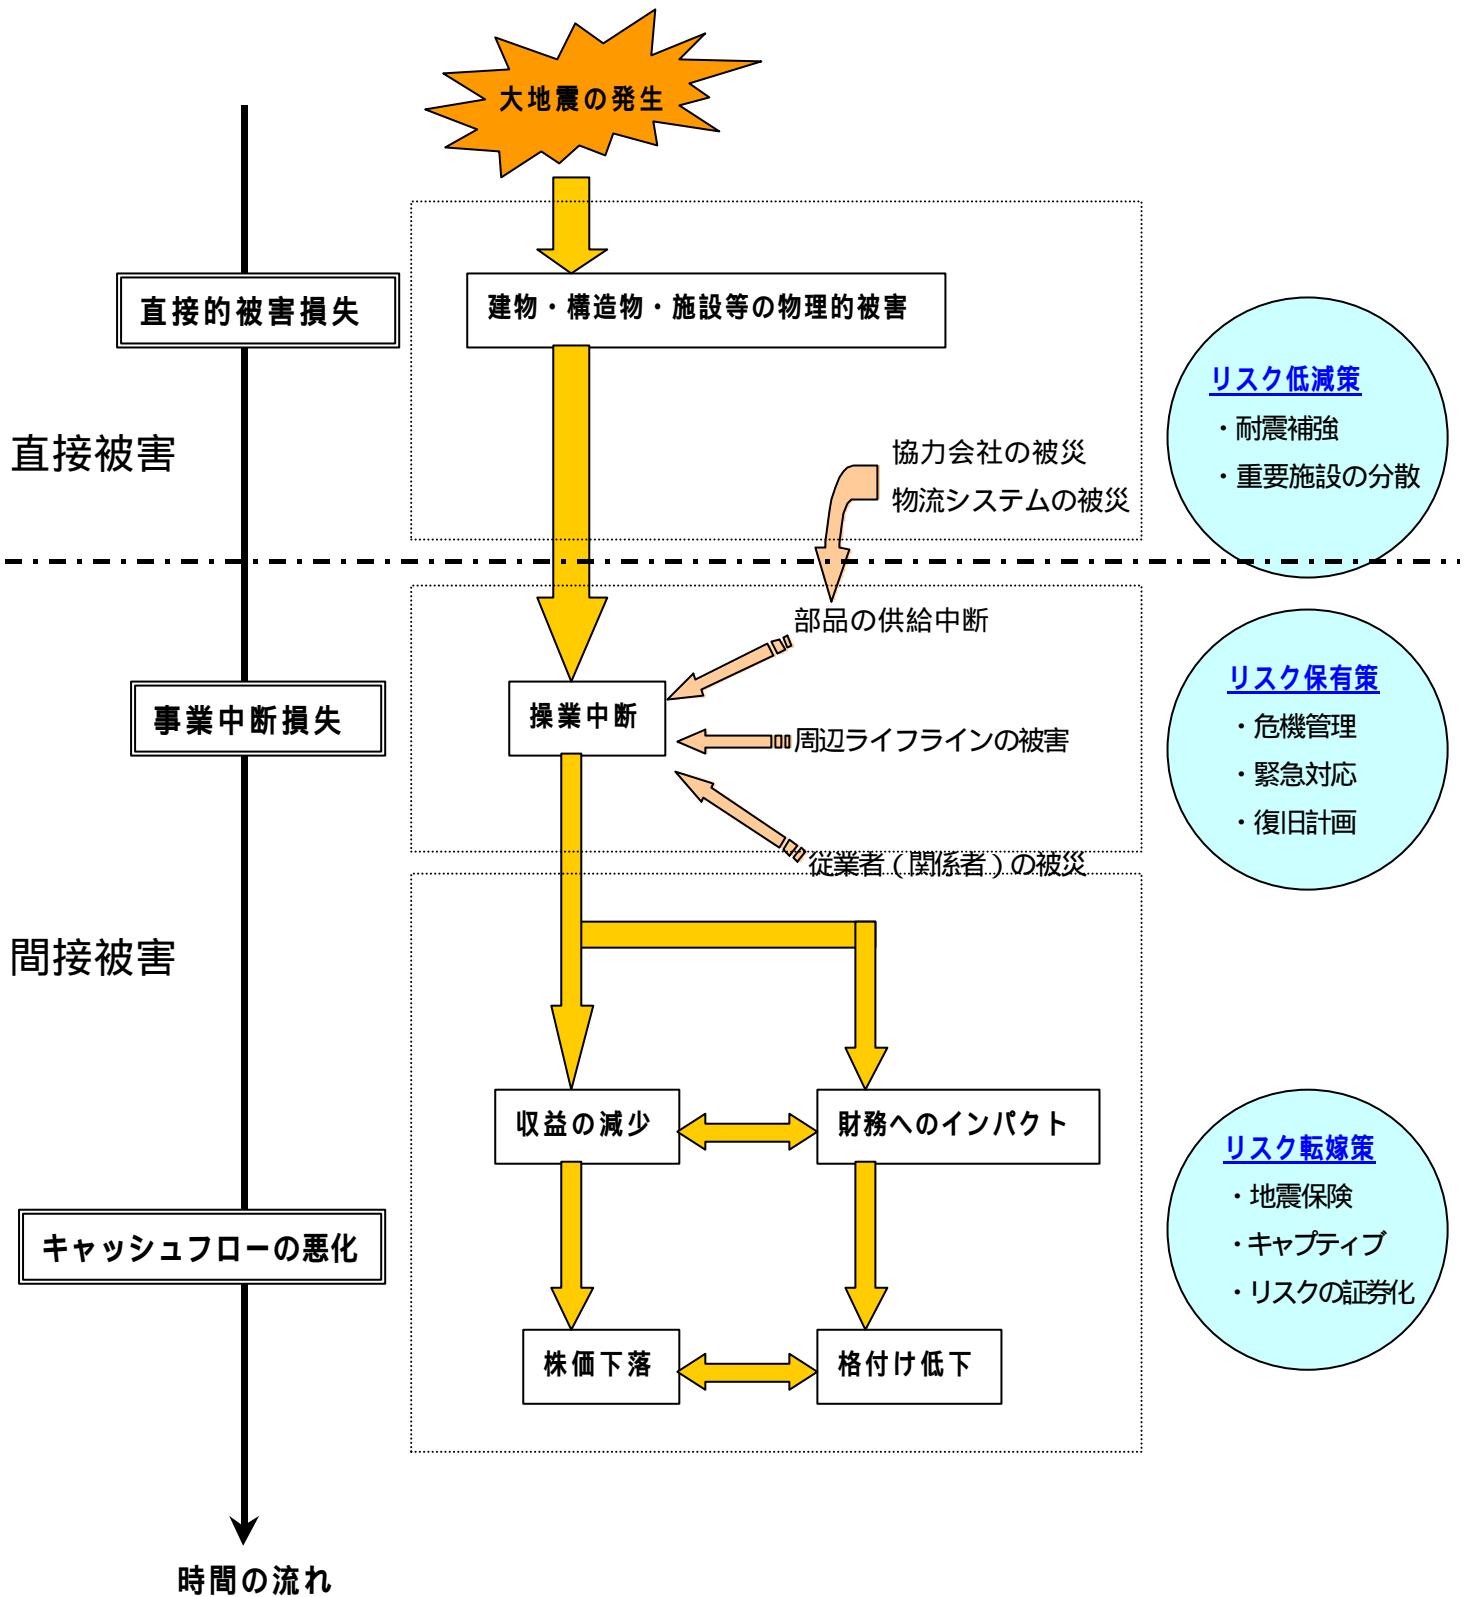 大地震の発生
直接的被害損失
建物・構造物・施設等の物理的被害
リスク低減策
・耐震補強
・重要施設の分散
直接被害
協力会社の被災
物流システムの被災
部品の供給中断
事業中断損失
操業中断
周辺ライフラインの被害
従業者(関係者)の被災
リスク保有策
・危機管理
・緊急対応
・復旧計画
間接被害
収益の減少
財務へのインパクト
リスク転嫁策
・地震保険
・キャプティブ
・リスクの証券化
キャッシュフローの悪化
株価下落
格付け低下
時間の流れ